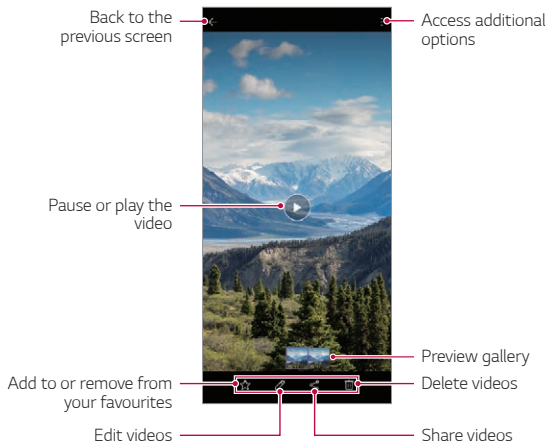 Back to the
previous screen
Access additional
options
Pause or play the
video
Preview gallery
Add to or remove from
your favourites
Delete videos
Edit videos
Share videos